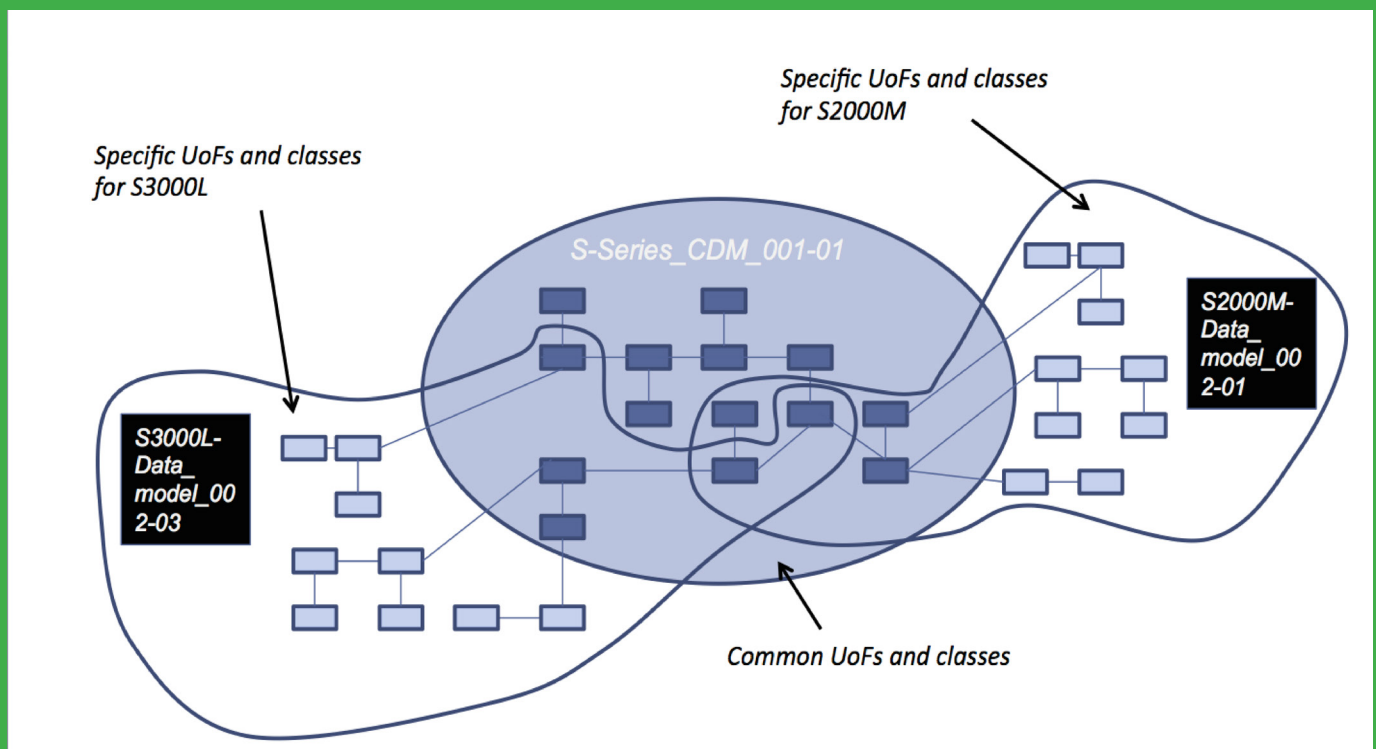 Specific UoFs and classes
for S2000M
Specific UoFs and classes
for S3000L
S-Series_CDM_001-01
S2000M-
Data_
model_00
2-01
S3000L-
Data_
model_00
2-03
Common UoFs and classes